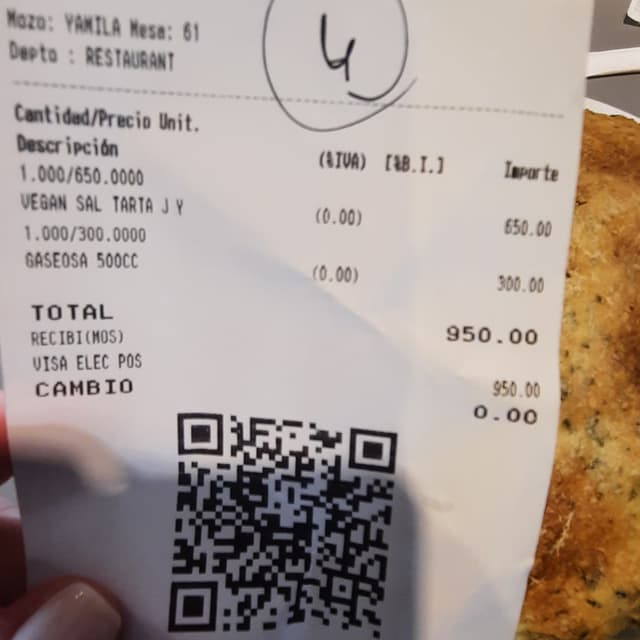 Mozo: YAMILA Mesa: 61
Depto : RESTAURANT
4
Cantidad/Precio Unit.
Descripción (%IVA) [%B.I.] Importe
1.000/650.0000
VEGAN SAL TARTA J Y (0.00) 650.00
1.000/300.0000
GASEOSA 500CC (0.00) 300.00
TOTAL 950.00
RECIBI(MOS)
VISA ELEC POS 950.00
CAMBIO 0.00